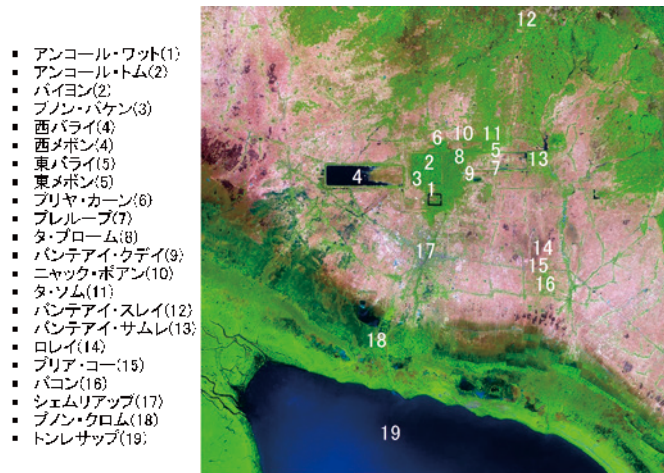 アンコール・ワット(1)
アンコール・トム(2)
バイヨン(2)
プノン・バケン(3)
西バライ(4)
西メボン(4)
東バライ(5)
東メボン(5)
プリヤ・カーン(6)
プレループ(7)
タ・プローム(8)
バンテアイ・クデイ(9)
ニャック・ポアン(10)
タ・ソム(11)
バンテアイ・スレイ(12)
バンテアイ・サムレ(13)
ロレイ(14)
プリア・コー(15)
バコン(16)
シェムリアップ(17)
プノン・クロム(18)
トンレサップ(19)
12
6 10 11
5
2 8 13
7
4 3 9
1
17 14
15
16
18
19